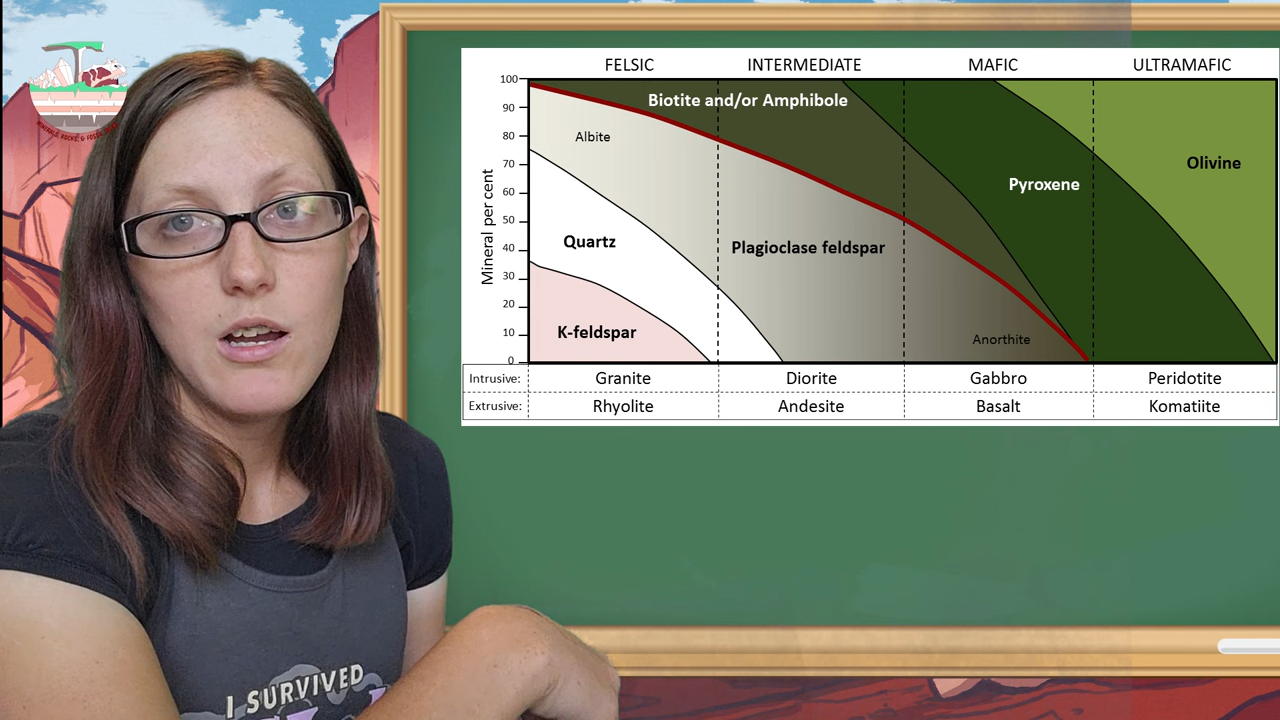 FELSIC INTERMEDIATE MAFIC ULTRAMAFIC
Mineral per cent
100
90
80
70
60
50
40
30
20
10
0
Biotite and/or Amphibole
Albite
Olivine
Pyroxene
Quartz
Plagioclase feldspar
K-feldspar
Anorthite
Intrusive: Granite Diorite Gabbro Peridotite
Extrusive: Rhyolite Andesite Basalt Komatiite
I SURVIVED